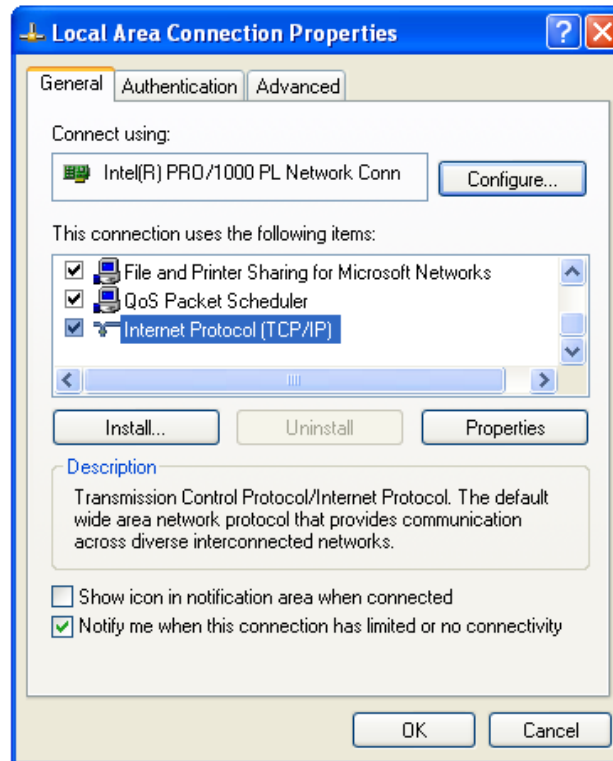 Local Area Connection Properties
General Authentication Advanced
Connect using:
Intel(R) PRO/1000 PL Network Conn
Configure...
This connection uses the following items:
File and Printer Sharing for Microsoft Networks
QoS Packet Scheduler
Internet Protocol (TCP/IP)
Install... Uninstall Properties
Description
Transmission Control Protocol/Internet Protocol. The default
wide area network protocol that provides communication
across diverse interconnected networks.
Show icon in notification area when connected
Notify me when this connection has limited or no connectivity
OK Cancel